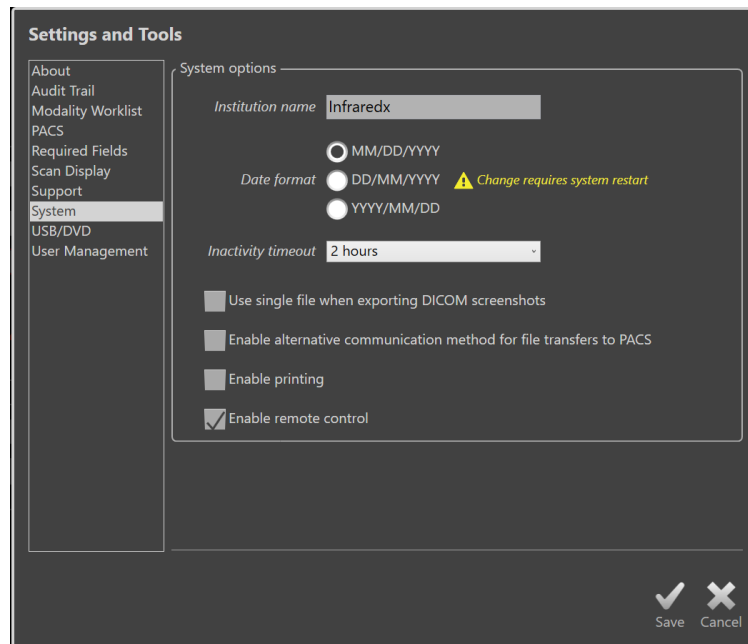 Settings and Tools
About
Audit Trail
Modality Worklist
PACS
Required Fields
Scan Display
Support
System
USB/DVD
User Management
System options
Institution name Infraredx
MM/DD/YYYY
Date format DD/MM/YYYY Change requires system restart
YYYY/MM/DD
Inactivity timeout 2 hours
Use single file when exporting DICOM screenshots
Enable alternative communication method for file transfers to PACS
Enable printing
Enable remote control
Save Cancel